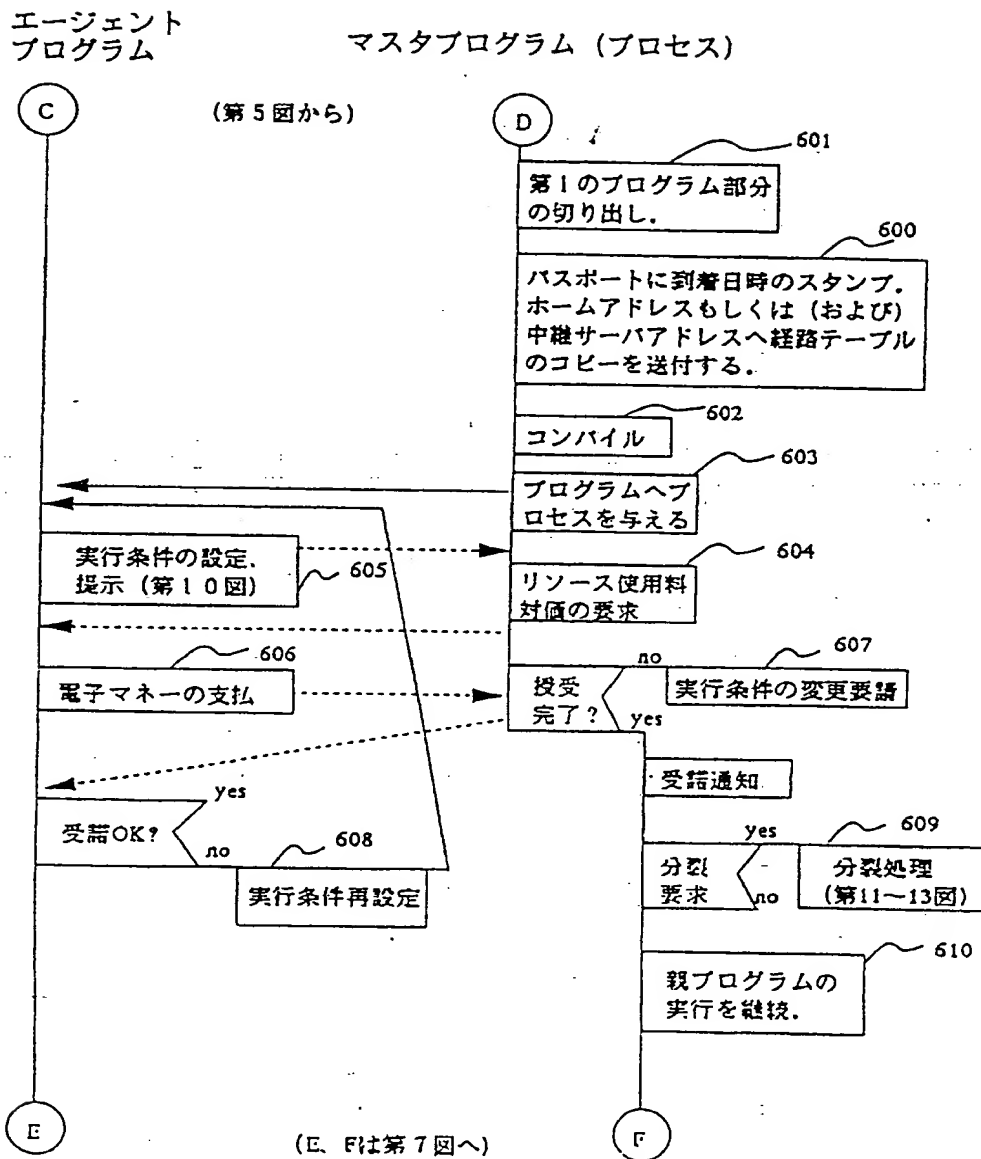 エージェント
プログラム
マスタプログラム (プロセス)
C
(第5図から)
D
601
第1のプログラム部分
の切り出し.
600
パスポートに到着日時のスタンプ.
ホームアドレスもしくは (および)
中継サーバアドレスへ経路テーブル
のコピーを送付する.
602
コンパイル
603
プログラムへプ
ロセスを与える
実行条件の設定.
提示 (第10図)
605
604
リソース使用料
対価の要求
606
電子マネーの支払
授受
完了?
no
yes
607
実行条件の変更要請
受諾通知
yes
受諾OK?
no
608
実行条件再設定
分裂
要求
yes
no
609
分裂処理
(第11〜13図)
610
親プログラムの
実行を継続.
E
(E、Fは第7図へ)
F